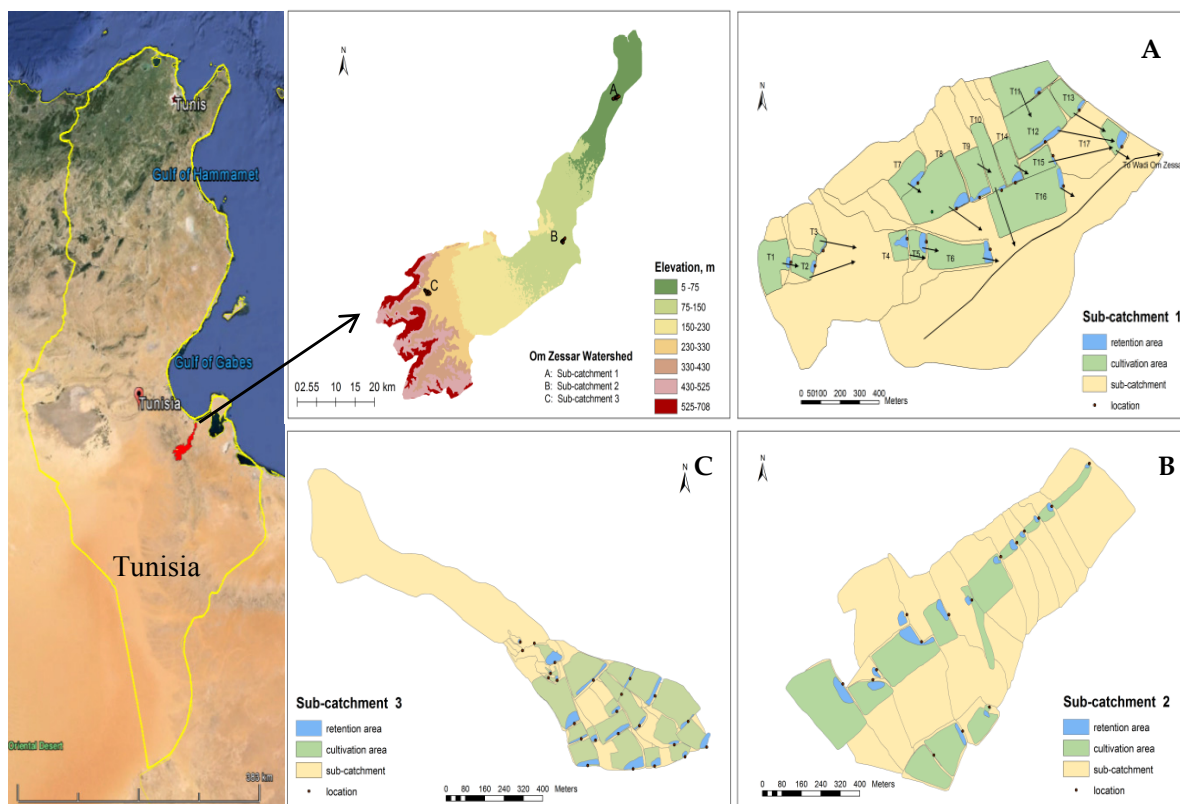 Tunis
Gulf of Hammamet
Gulf of Gabes
Tunisia
Tunisia
Oriental Desert
383 km
N
A
B
C
Elevation, m
5 -75
75-150
150-230
230-330
330-430
430-525
525-708
Om Zessar Watershed
A: Sub-catchment 1
B: Sub-catchment 2
C: Sub-catchment 3
02.55 10 15 20 km
A
N
T11
T13
T10
T12
T9
T14
T17
T8
T7
T15
To Wadi Om Zessar
T16
T3
T1
T2
T4
T5
T6
Sub-catchment 1
retention area
cultivation area
sub-catchment
location
0 50100 200 300 400
Meters
C
N
Sub-catchment 3
retention area
cultivation area
sub-catchment
location
0 80 160 240 320 400
Meters
B
N
Sub-catchment 2
retention area
cultivation area
sub-catchment
location
0 80 160 240 320 400
Meters